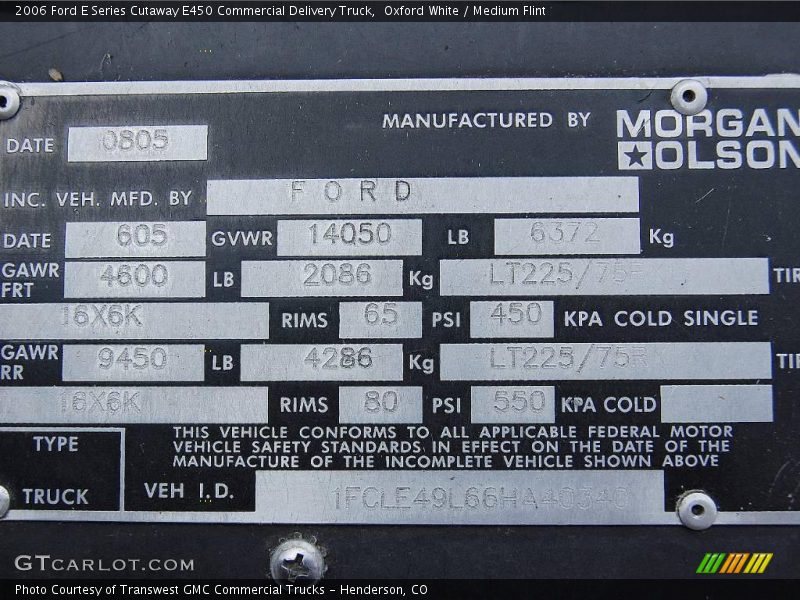 2006 Ford E Series Cutaway E450 Commercial Delivery Truck, Oxford White / Medium Flint
DATE 0805 MANUFACTURED BY MORGAN
OLSON
INC. VEH. MFD. BY FORD
DATE 605 GVWR 14050 LB 6372 Kg
GAWR FRT 4600 LB 2086 Kg LT225/75R TIR
16X6K RIMS 65 PSI 450 KPA COLD SINGLE
GAWR RR 9450 LB 4286 Kg LT225/75R TIR
16X6K RIMS 80 PSI 550 KPA COLD
THIS VEHICLE CONFORMS TO ALL APPLICABLE FEDERAL MOTOR
VEHICLE SAFETY STANDARDS IN EFFECT ON THE DATE OF THE
MANUFACTURE OF THE INCOMPLETE VEHICLE SHOWN ABOVE
TYPE
TRUCK VEH I.D.
GTCARLOT.COM
Photo Courtesy of Transwest GMC Commercial Trucks - Henderson, CO